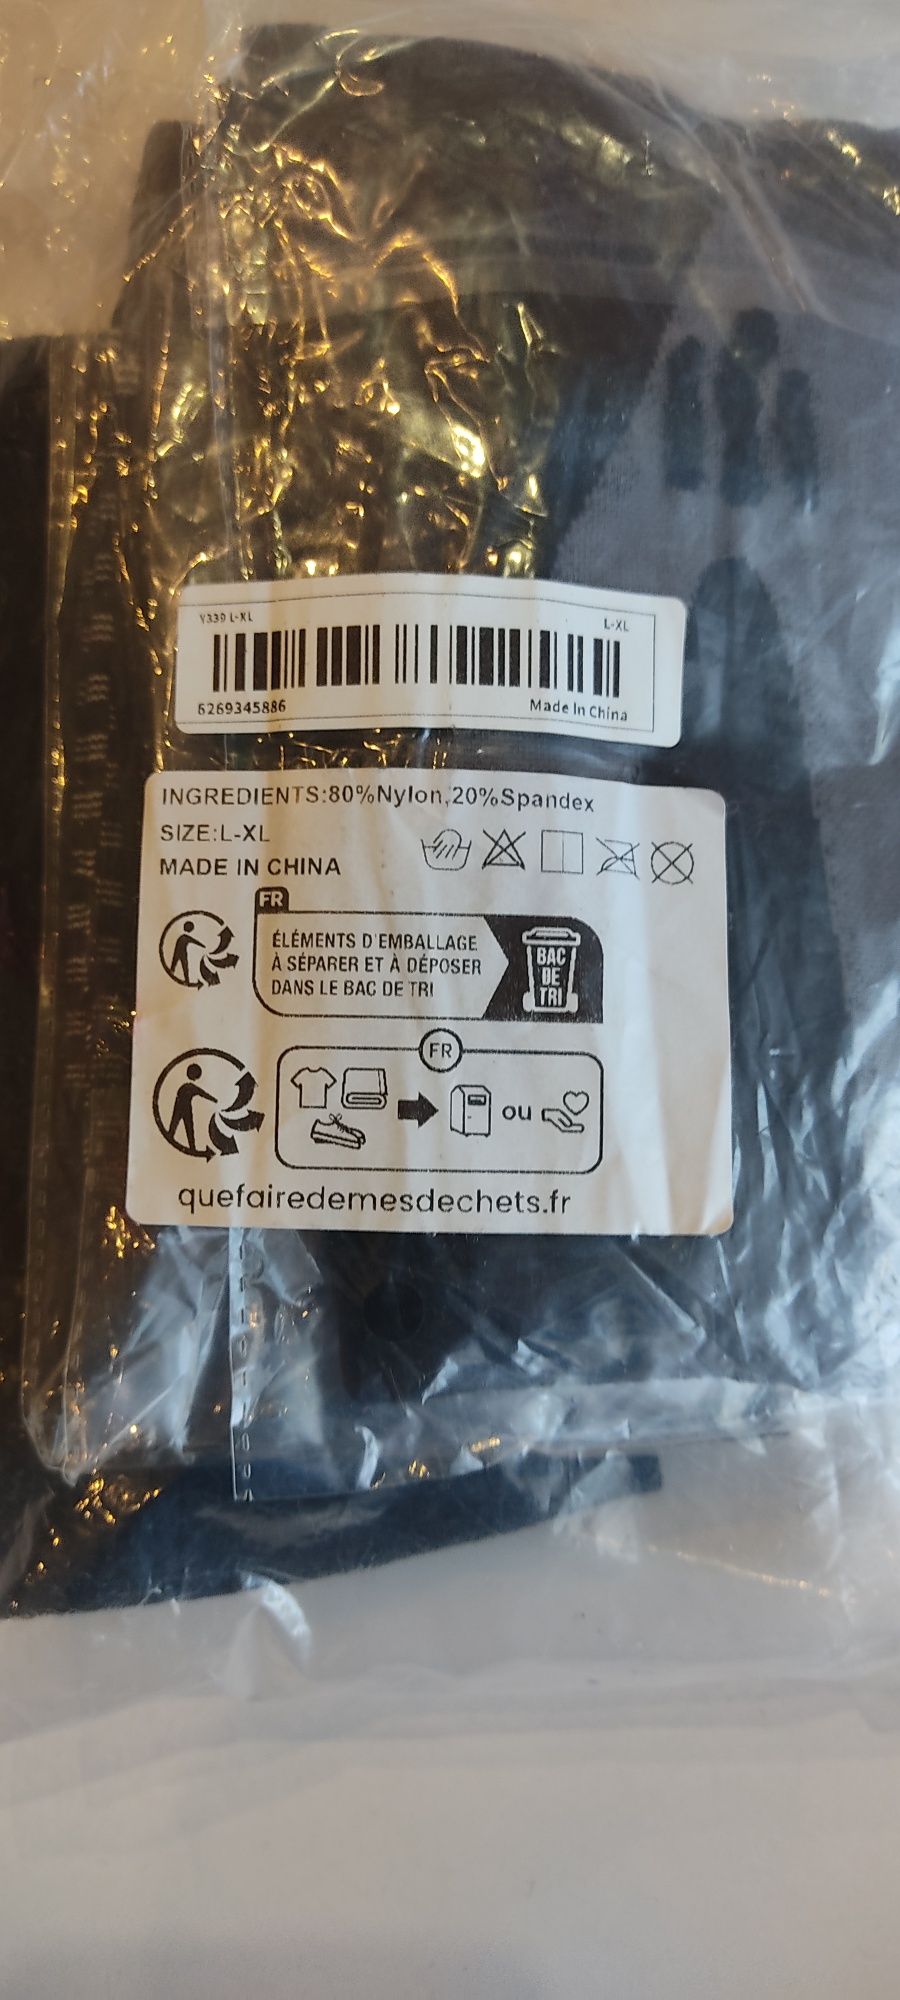 Y339 L-XL
L-XL
6269345886
Made In China
INGREDIENTS:80%Nylon,20%Spandex
SIZE:L-XL
MADE IN CHINA
FR
ÉLÉMENTS D'EMBALLAGE
À SÉPARER ET À DÉPOSER
DANS LE BAC DE TRI
BAC
DE
TRI
FR
ou
quefairedemesdechets.fr